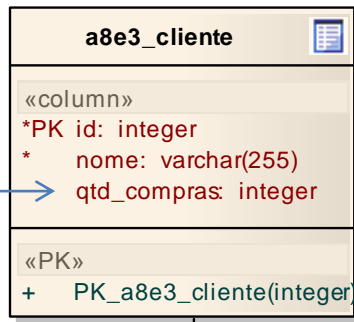 a8e3_cliente
«column»
*PK id: integer
* nome: varchar(255)
qtd_compras: integer
«PK»
+ PK_a8e3_cliente(integer)